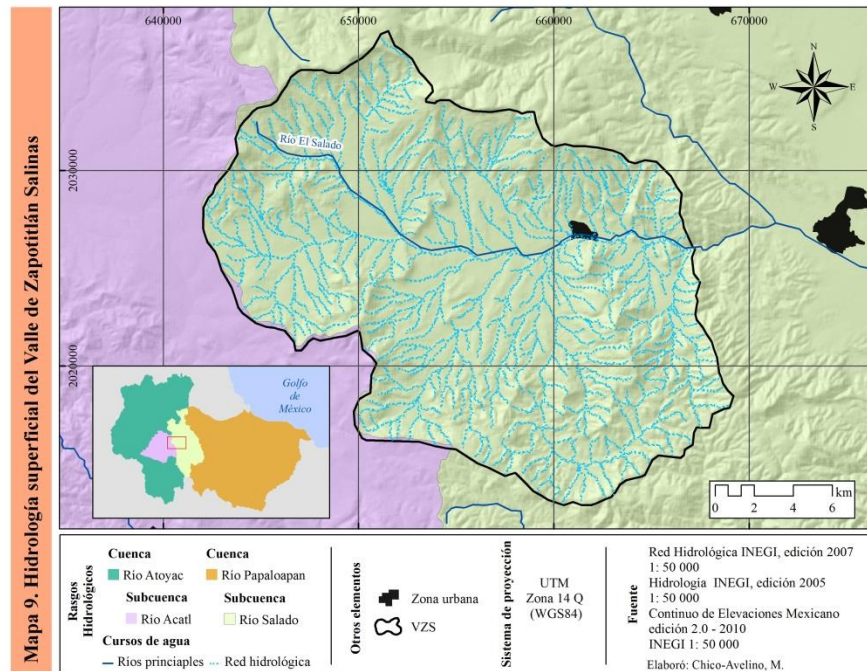 Mapa 9. Hidrología superficial del Valle de Zapotitlán Salinas
640000
650000
660000
670000
2030000
2020000
N
W
E
S
Río El Salado
Golfo
de
México
0 2 4 6 km
Rasgos
Hidrológicos
Cuenca
Río Atoyac
Cuenca
Río Papaloapan
Subcuenca
Río Acatl
Subcuenca
Río Salado
Cursos de agua
Ríos princiaples
Red hidrológica
Otros elementos
Zona urbana
VZS
Sistema de proyección
UTM
Zona 14 Q
(WGS84)
Fuente
Red Hidrológica INEGI, edición 2007
1: 50 000
Hidrología INEGI, edición 2005
1: 50 000
Continuo de Elevaciones Mexicano
edición 2.0 - 2010
INEGI 1: 50 000
Elaboró: Chico-Avelino, M.